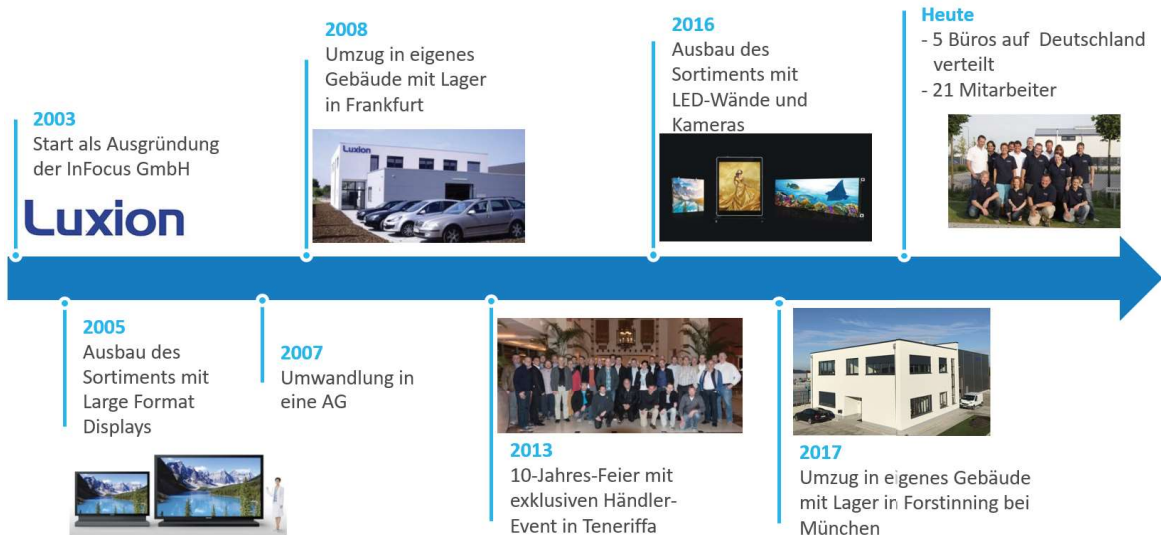 2003
Start als Ausgründung
der InFocus GmbH
Luxion
2005
Ausbau des
Sortiments mit
Large Format
Displays
2007
Umwandlung in
eine AG
2008
Umzug in eigenes
Gebäude mit Lager
in Frankfurt
Luxion
2013
10-Jahres-Feier mit
exklusiven Händler-
Event in Teneriffa
2016
Ausbau des
Sortiments mit
LED-Wände und
Kameras
2017
Umzug in eigenes Gebäude
mit Lager in Forstinning bei
München
Heute
- 5 Büros auf Deutschland
verteilt
- 21 Mitarbeiter